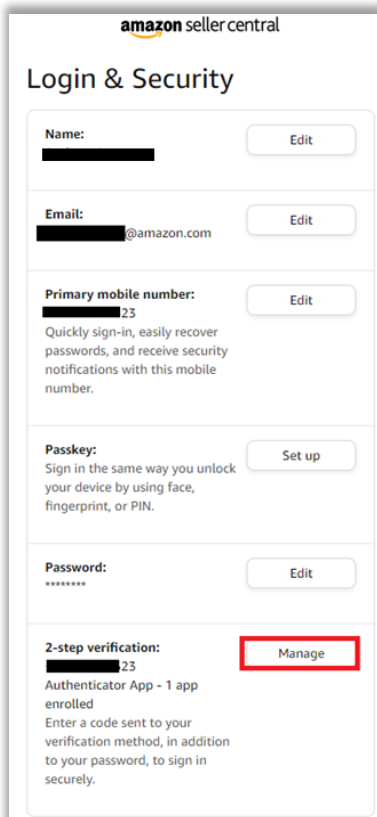 amazon seller central
Login & Security
Name:
Edit
Email:
@amazon.com
Edit
Primary mobile number:
23
Quickly sign-in, easily recover
passwords, and receive security
notifications with this mobile
number.
Edit
Passkey:
Sign in the same way you unlock
your device by using face,
fingerprint, or PIN.
Set up
Password:
********
Edit
2-step verification:
23
Authenticator App - 1 app
enrolled
Enter a code sent to your
verification method, in addition
to your password, to sign in
securely.
Manage